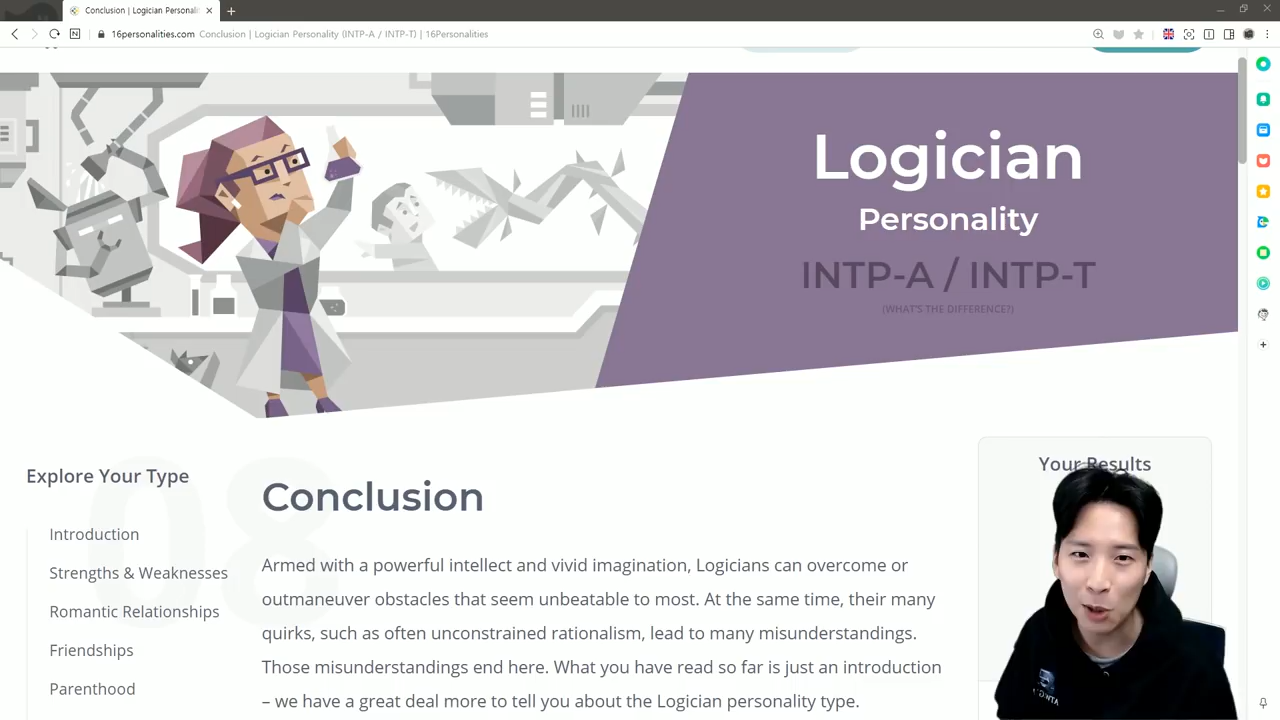 Conclusion | Logician Personali
16personalities.com Conclusion | Logician Personality (INTP-A / INTP-T) | 16Personalities
Logician
Personality
INTP-A / INTP-T
(WHAT'S THE DIFFERENCE?)
08
Explore Your Type
Introduction
Strengths & Weaknesses
Romantic Relationships
Friendships
Parenthood
Conclusion
Armed with a powerful intellect and vivid imagination, Logicians can overcome or
outmaneuver obstacles that seem unbeatable to most. At the same time, their many
quirks, such as often unconstrained rationalism, lead to many misunderstandings.
Those misunderstandings end here. What you have read so far is just an introduction
– we have a great deal more to tell you about the Logician personality type.
Your Results